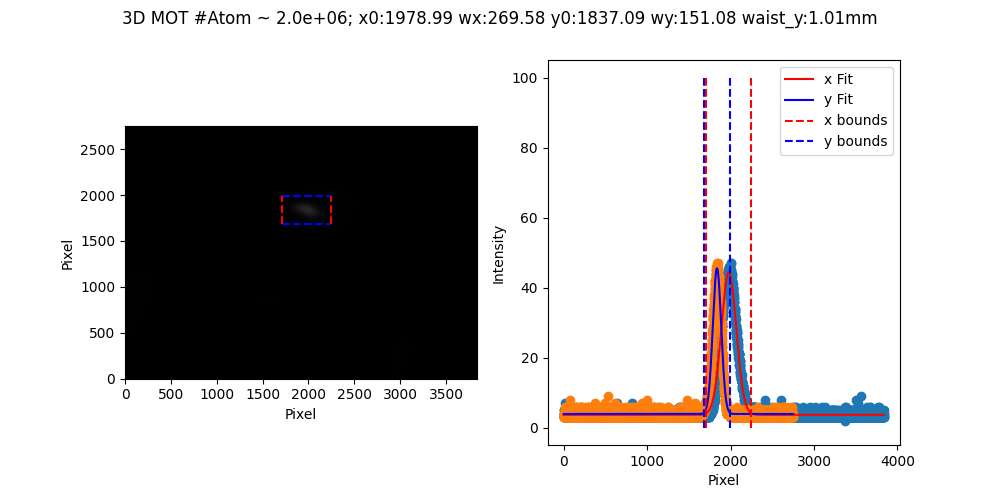 3D MOT #Atom ~ 2.0e+06; x0:1978.99 wx:269.58 y0:1837.09 wy:151.08 waist_y:1.01mm
2500
2000
1500
1000
500
0
Pixel
0 500 1000 1500 2000 2500 3000 3500
Pixel
100
80
60
40
20
0
Intensity
0 1000 2000 3000 4000
Pixel
x Fit
y Fit
x bounds
y bounds